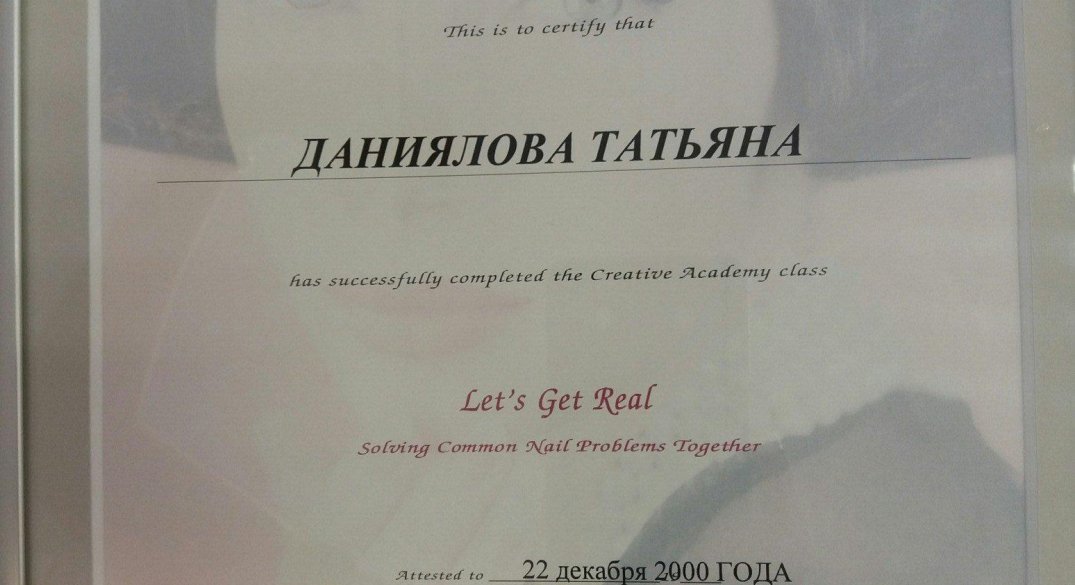 This is to certify that
ДАНИЯЛОВА ТАТЬЯНА
has successfully completed the Creative Academy class
Let's Get Real
Solving Common Nail Problems Together
Attested to 22 декабря 2000 ГОДА